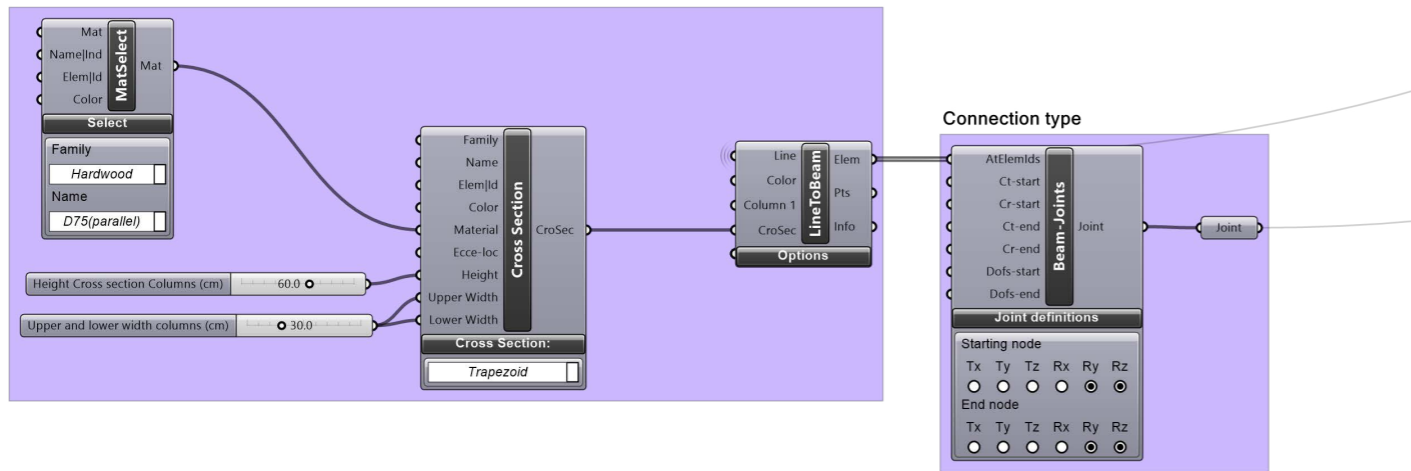 Mat
Name|Ind
Elem|Id
Color
MatSelect
Mat
Select
Family
Hardwood
Name
D75(parallel)
Height Cross section Columns (cm)
60.0
Upper and lower width columns (cm)
30.0
Family
Name
Elem|Id
Color
Material
Ecce-loc
Height
Upper Width
Lower Width
Cross Section
CroSec
Cross Section:
Trapezoid
Line
Color
Column 1
CroSec
LineToBeam
Elem
Pts
Info
Options
Connection type
AtElemIds
Ct-start
Cr-start
Ct-end
Cr-end
Dofs-start
Dofs-end
Beam-Joints
Joint
Joint definitions
Starting node
Tx Ty Tz Rx Ry Rz
End node
Tx Ty Tz Rx Ry Rz
Joint